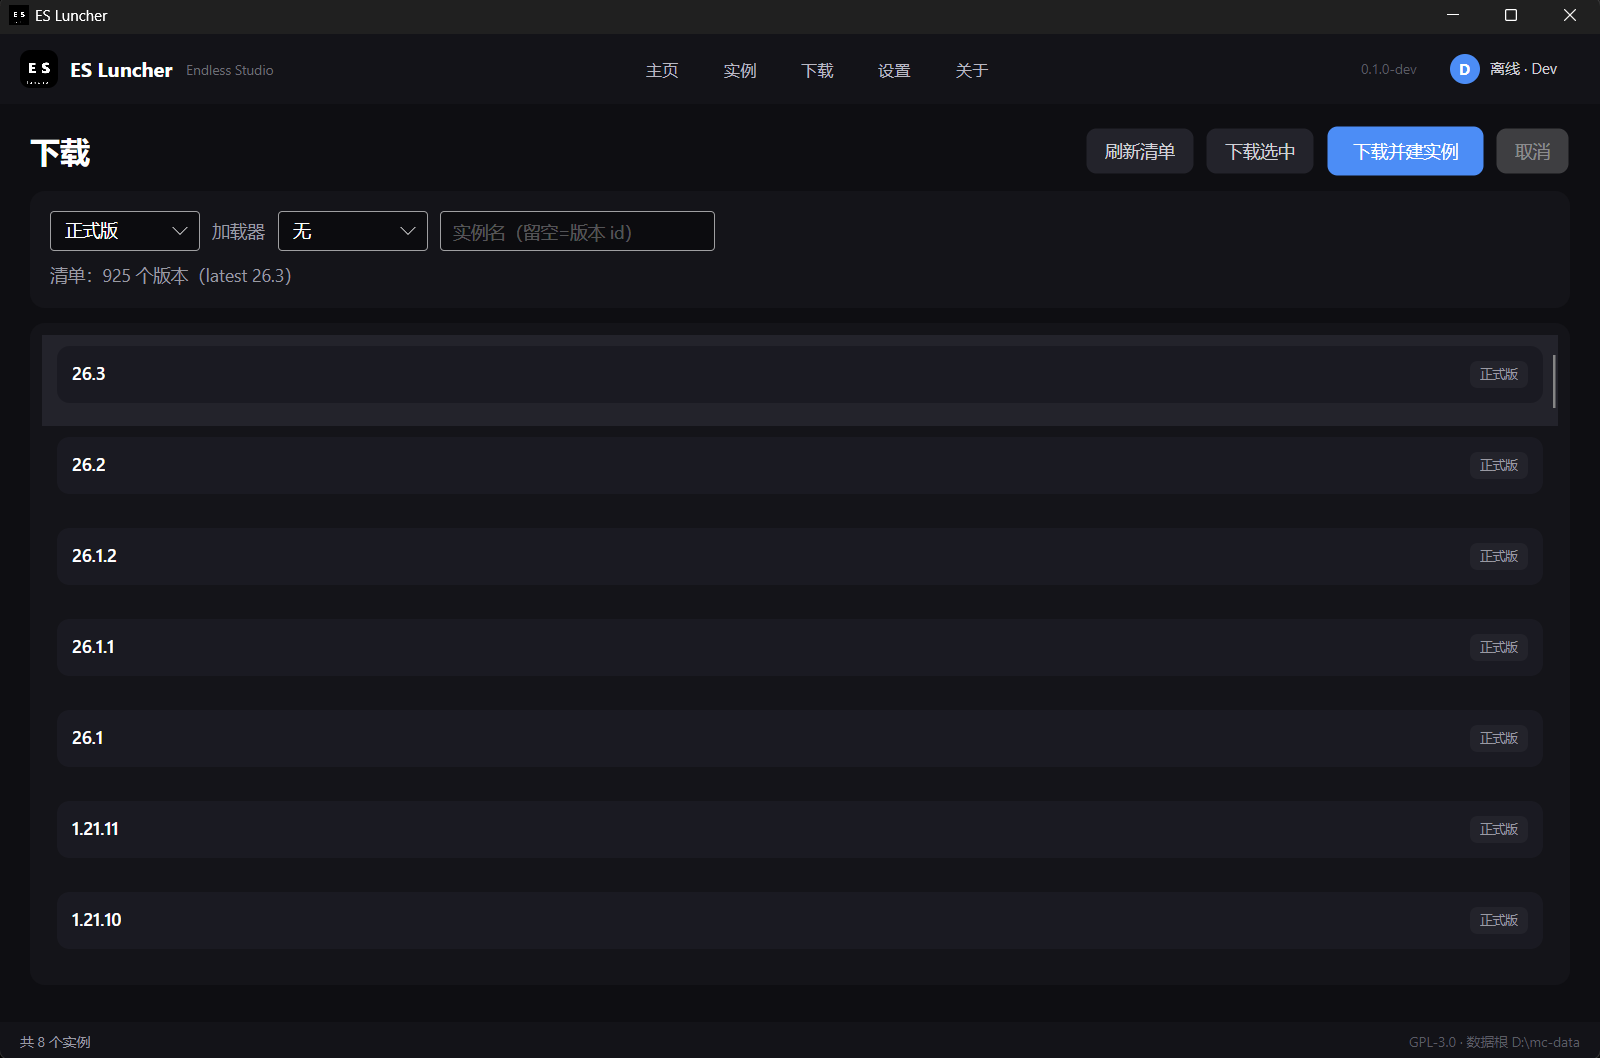 ES Luncher
ES Luncher Endless Studio 主页 实例 下载 设置 关于 0.1.0-dev D 离线 · Dev
下载 刷新清单 下载选中 下载并建实例 取消
正式版 加载器 无 实例名（留空=版本 id）
清单：925 个版本（latest 26.3）
26.3 正式版
26.2 正式版
26.1.2 正式版
26.1.1 正式版
26.1 正式版
1.21.11 正式版
1.21.10 正式版
共 8 个实例 GPL-3.0 · 数据根 D:\mc-data